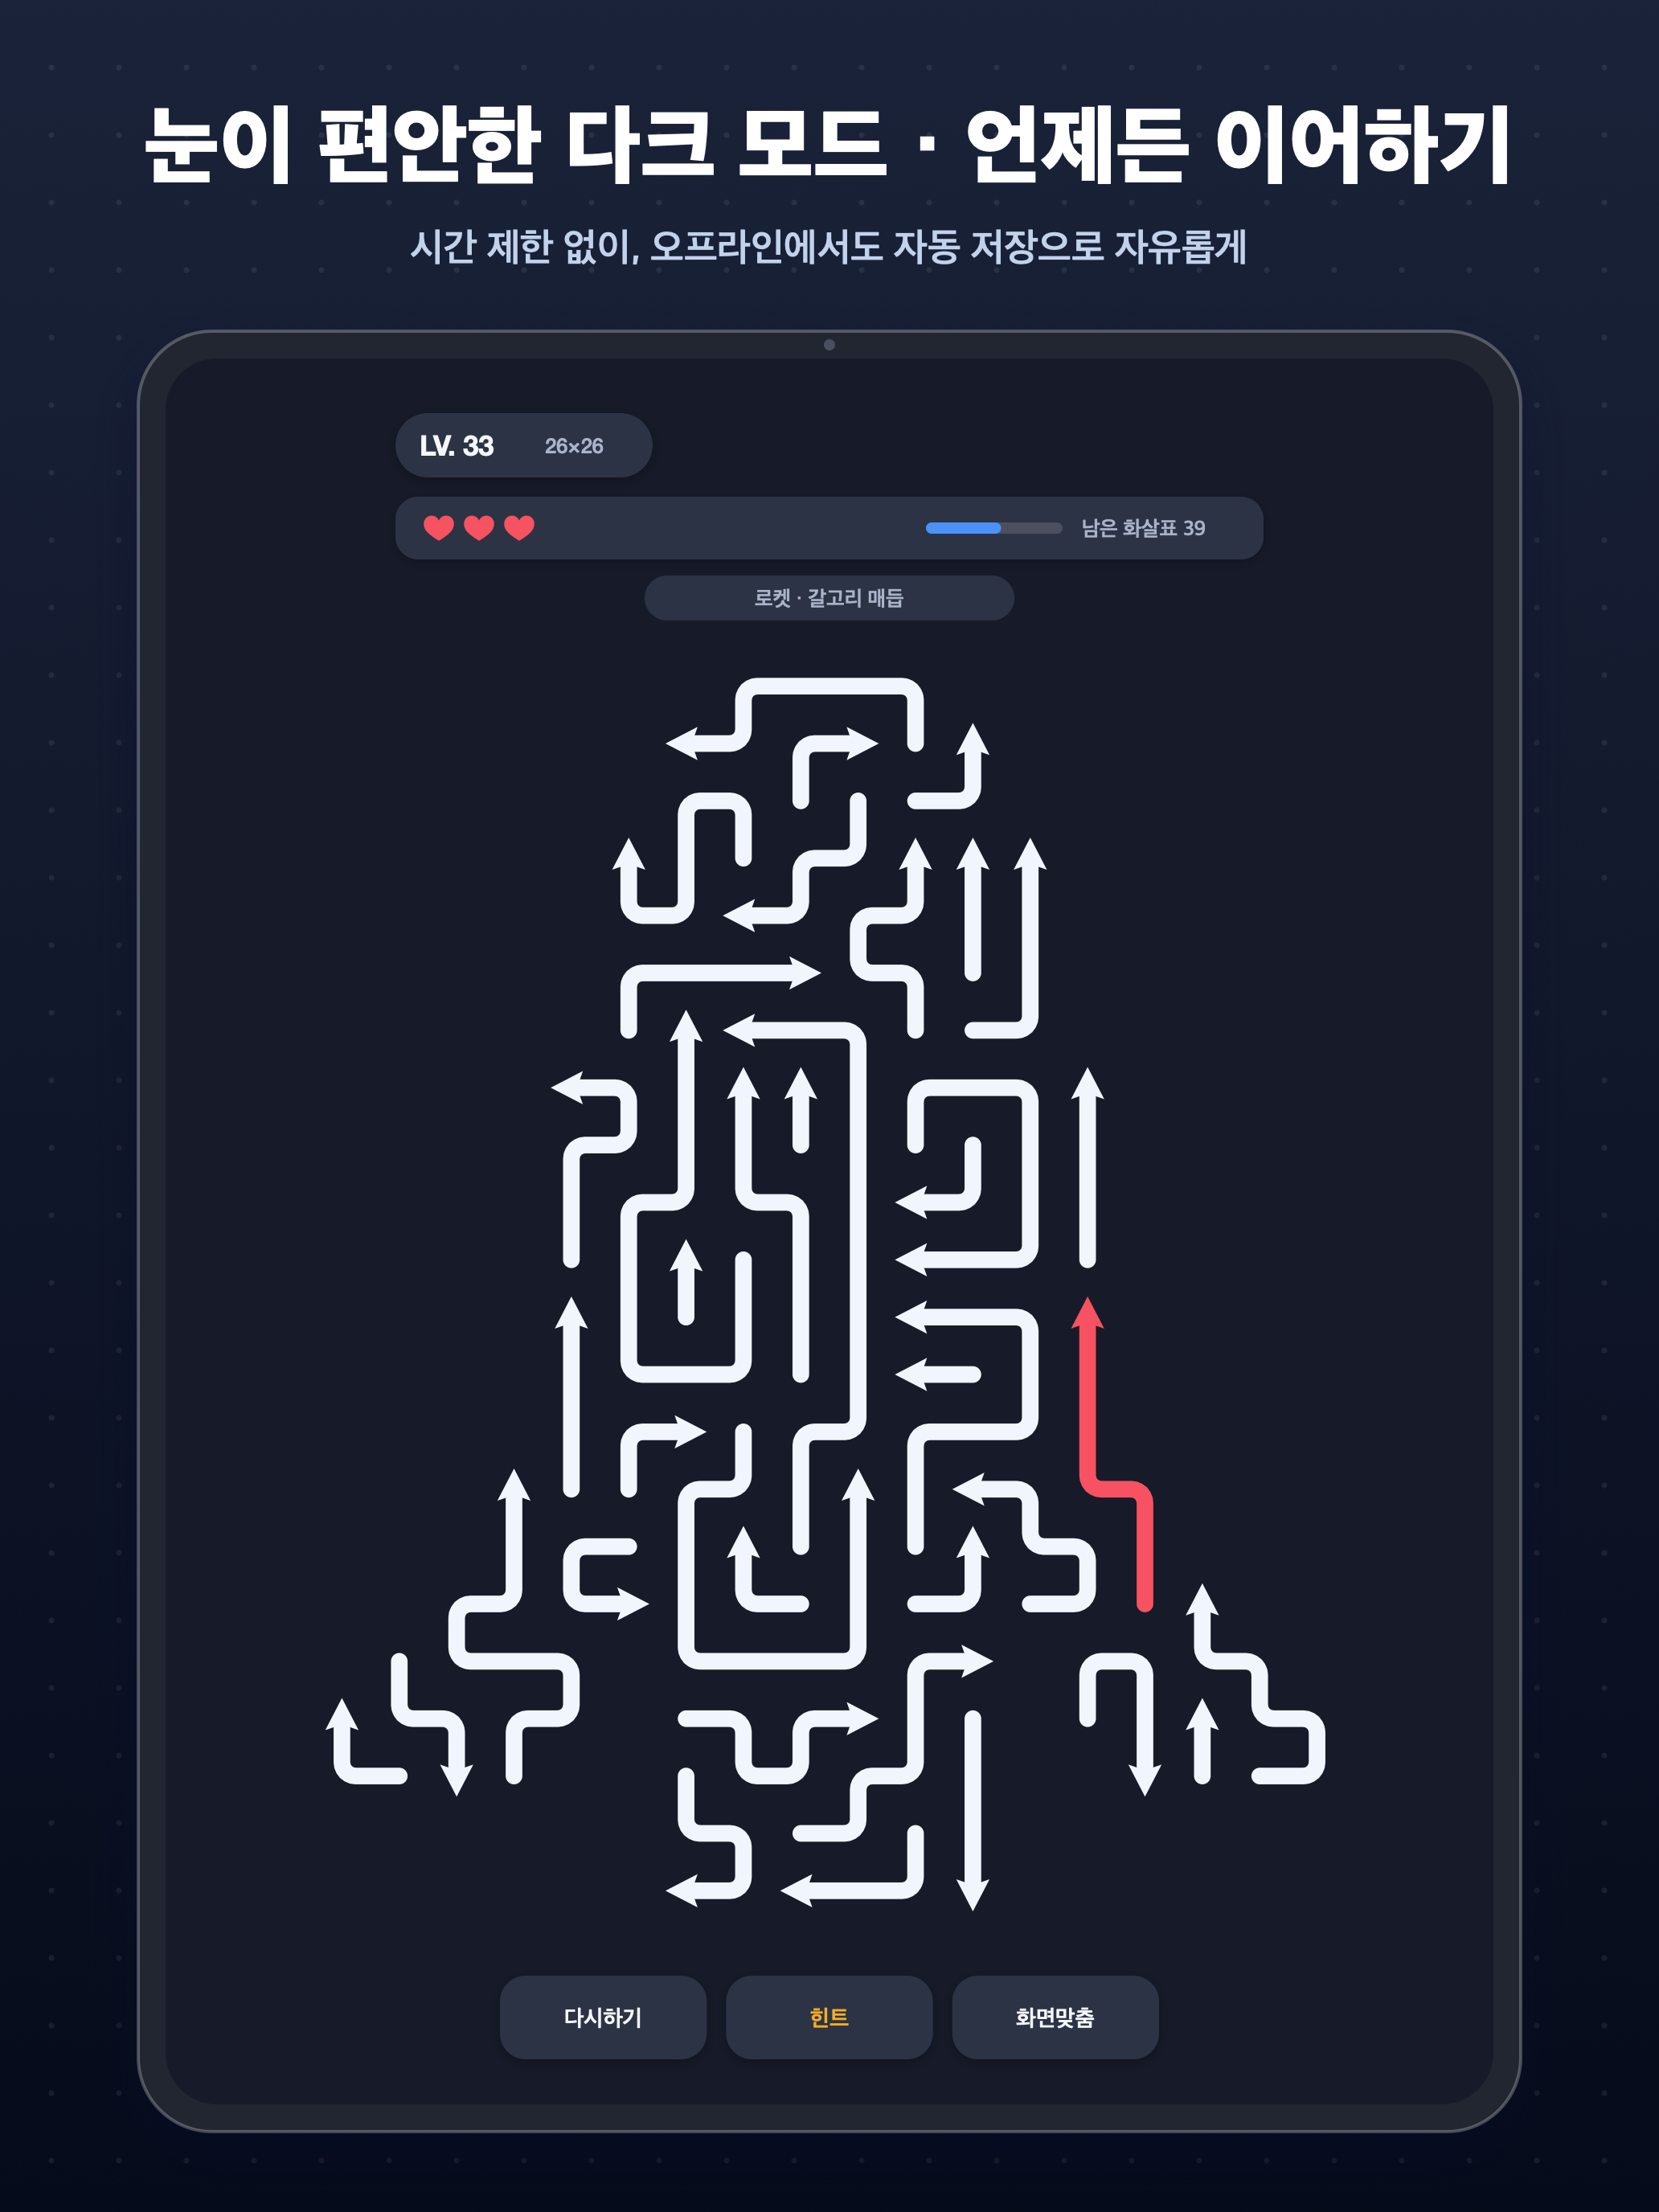 눈이 편안한 다크 모드 · 언제든 이어하기
시간 제한 없이, 오프라인에서도 자동 저장으로 자유롭게
LV. 33 26×26
남은 화살표 39
로켓 · 갈고리 매듭
다시하기 힌트 화면맞춤